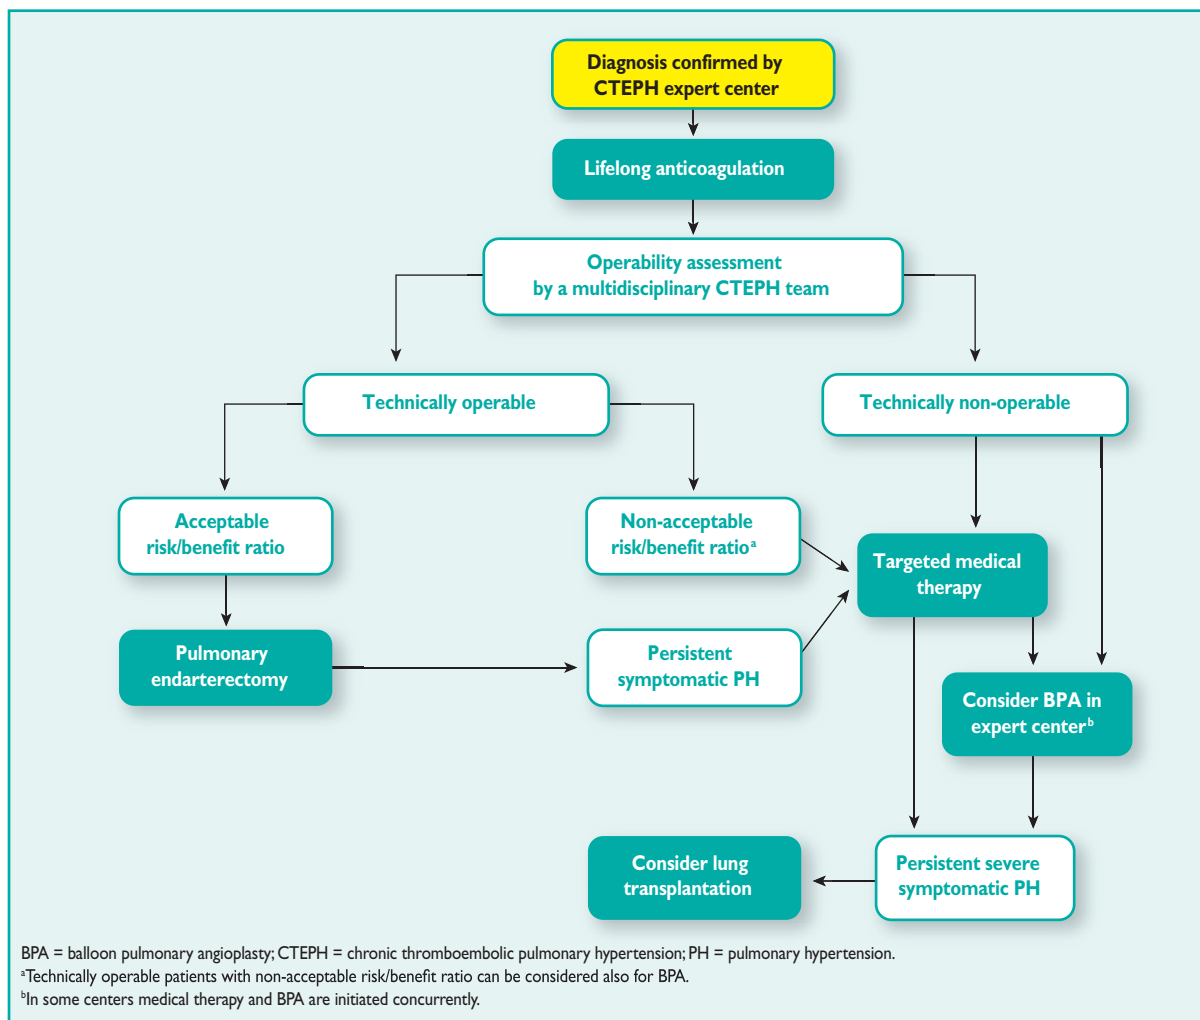 Diagnosis confirmed by
CTEPH expert center
Lifelong anticoagulation
Operability assessment
by a multidisciplinary CTEPH team
Technically operable
Technically non-operable
Acceptable
risk/benefit ratio
Non-acceptable
risk/benefit ratioᵃ
Targeted medical
therapy
Pulmonary
endarterectomy
Persistent
symptomatic PH
Consider BPA in
expert centerᵇ
Consider lung
transplantation
Persistent severe
symptomatic PH
BPA = balloon pulmonary angioplasty; CTEPH = chronic thromboembolic pulmonary hypertension; PH = pulmonary hypertension.
ᵃTechnically operable patients with non-acceptable risk/benefit ratio can be considered also for BPA.
ᵇIn some centers medical therapy and BPA are initiated concurrently.